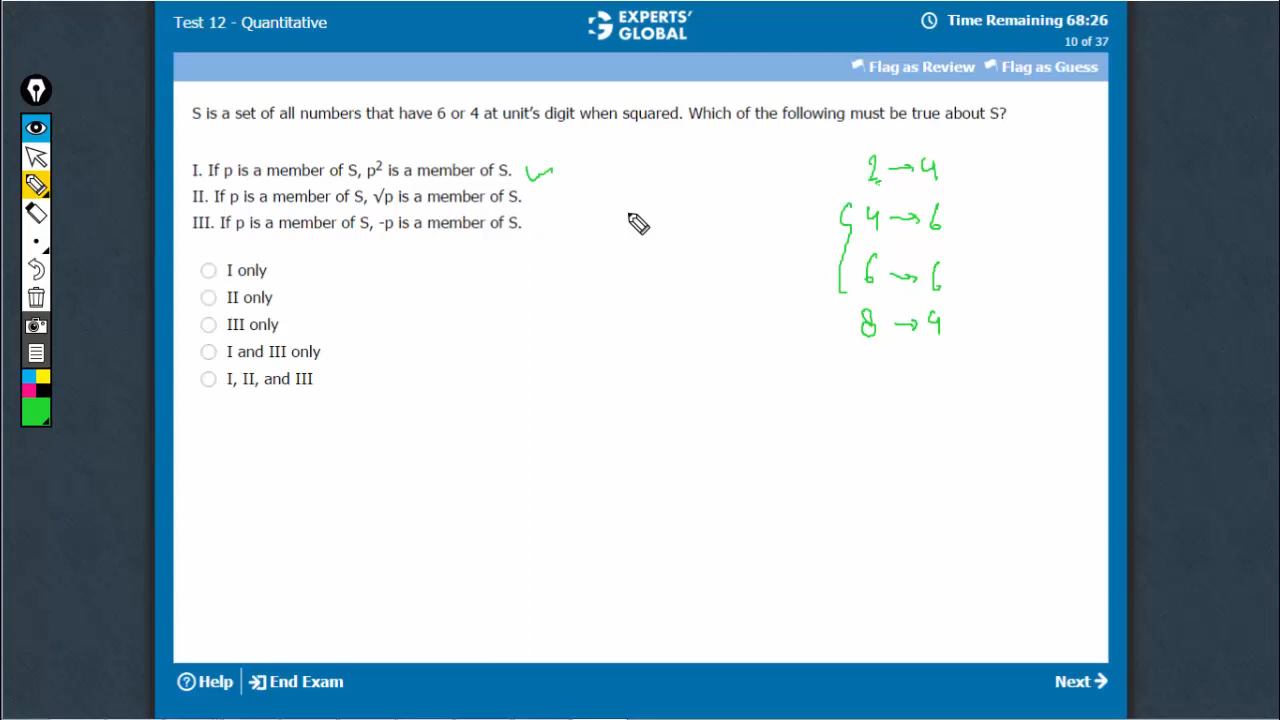 Test 12 - Quantitative
EXPERTS'
GLOBAL
Time Remaining 68:26
10 of 37
Flag as Review
Flag as Guess
S is a set of all numbers that have 6 or 4 at unit's digit when squared. Which of the following must be true about S?
I. If p is a member of S, p² is a member of S.
II. If p is a member of S, √p is a member of S.
III. If p is a member of S, -p is a member of S.
2 → 4
4 → 6
6 → 6
8 → 4
I only
II only
III only
I and III only
I, II, and III
Help
End Exam
Next